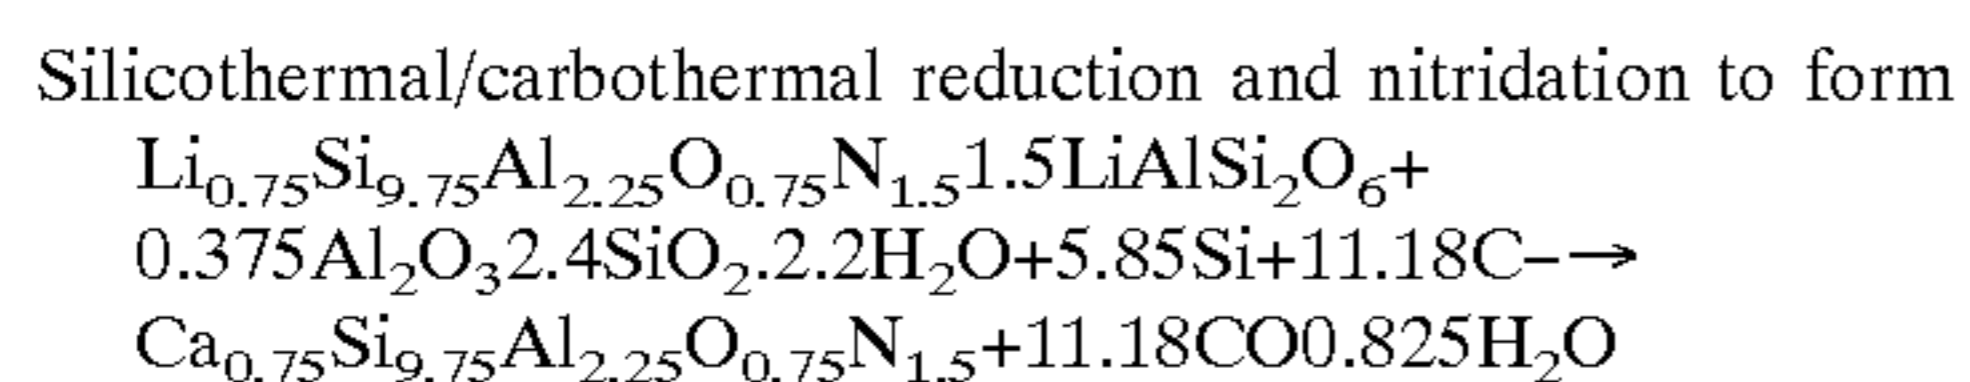 Silicothermal/carbothermal reduction and nitridation to form
Li₀.₇₅Si₉.₇₅Al₂.₂₅O₀.₇₅N₁.₅1.5LiAlSi₂O₆+
0.375Al₂O₃2.4SiO₂.2.2H₂O+5.85Si+11.18C-→
Ca₀.₇₅Si₉.₇₅Al₂.₂₅O₀.₇₅N₁.₅+11.18CO0.825H₂O